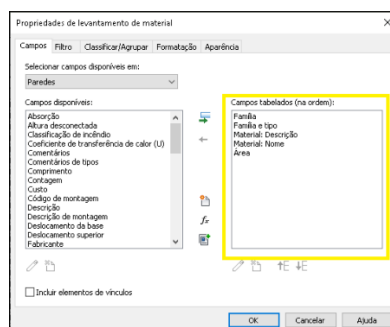 Propriedades de levantamento de material
Campos Filtro Classificar/Agrupar Formatação Aparência
Selecionar campos disponíveis em:
Paredes
Campos disponíveis:
Absorção
Altura desconectada
Classificação de incêndio
Coeficiente de transferência de calor (U)
Comentários
Comentários de tipos
Comprimento
Contagem
Custo
Código de montagem
Descrição
Descrição de montagem
Deslocamento da base
Deslocamento superior
Fabricante
Campos tabelados (na ordem):
Família
Família e tipo
Material: Descrição
Material: Nome
Área
Incluir elementos de vínculos
OK Cancelar Ajuda